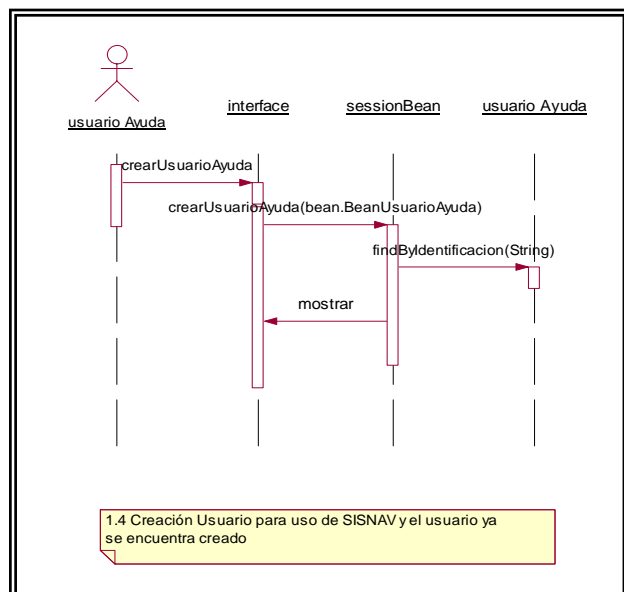 usuario Ayuda
interface
sessionBean
usuario Ayuda
crearUsuarioAyuda
crearUsuarioAyuda(bean.BeanUsuarioAyuda)
findByIdentificacion(String)
mostrar
1.4 Creación Usuario para uso de SISNAV y el usuario ya
se encuentra creado